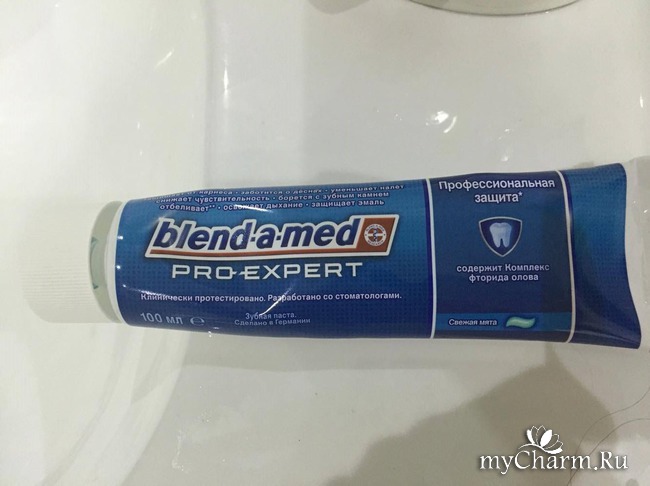 от кариеса • заботится о деснах • уменьшает налет
снижает чувствительность • борется с зубным камнем
отбеливает** • освежает дыхание • защищает эмаль
blend-a-med
PRO-EXPERT
Клинически протестировано. Разработано со стоматологами.
100 мл e
Зубная паста.
Сделано в Германии
Профессиональная
защита*
содержит Комплекс
фторида олова
Свежая мята
myCharm.Ru